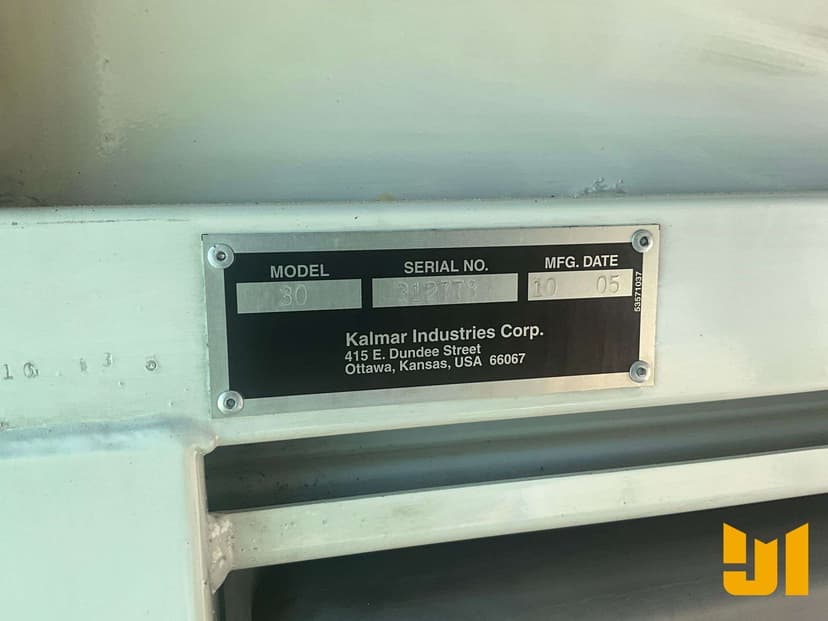 MODEL SERIAL NO. MFG. DATE
30 10 05
53571037
Kalmar Industries Corp.
415 E. Dundee Street
Ottawa, Kansas, USA 66067